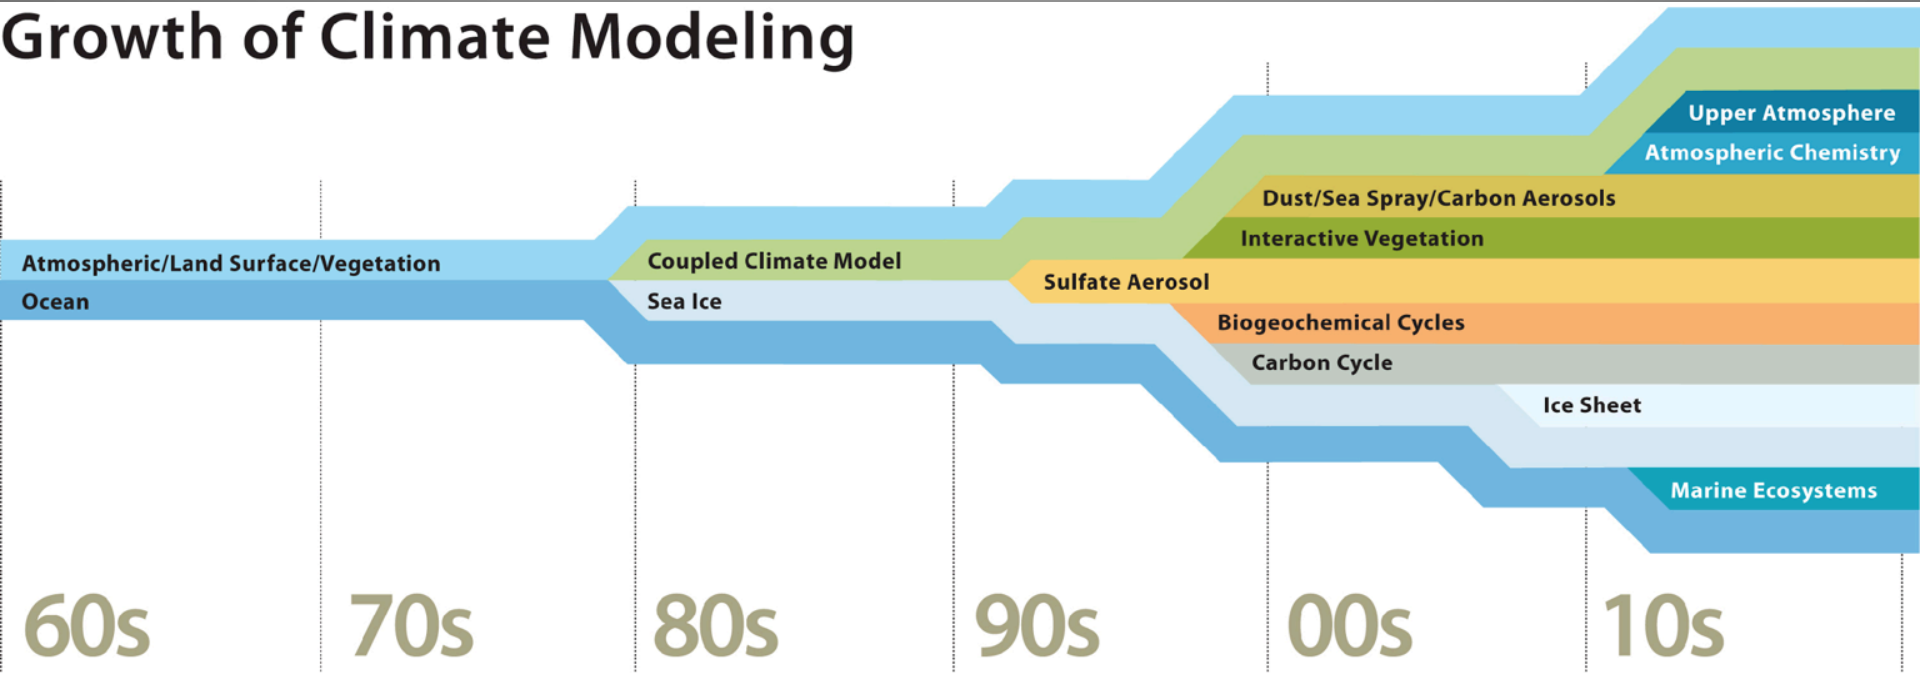 Growth of Climate Modeling
Upper Atmosphere
Atmospheric Chemistry
Dust/Sea Spray/Carbon Aerosols
Interactive Vegetation
Atmospheric/Land Surface/Vegetation
Coupled Climate Model
Sulfate Aerosol
Ocean
Sea Ice
Biogeochemical Cycles
Carbon Cycle
Ice Sheet
Marine Ecosystems
60s
70s
80s
90s
00s
10s